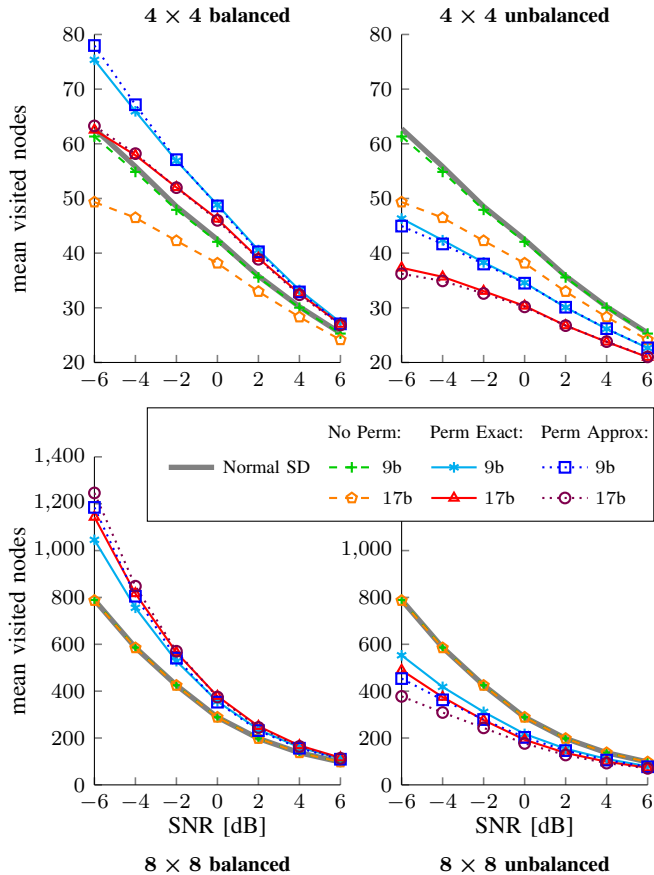 4 × 4 balanced
4 × 4 unbalanced
mean visited nodes
80
70
60
50
40
30
20
−6 −4 −2 0 2 4 6
80
70
60
50
40
30
20
−6 −4 −2 0 2 4 6
No Perm: Perm Exact: Perm Approx:
Normal SD 9b 9b 9b
17b 17b 17b
mean visited nodes
1,400
1,200
1,000
800
600
400
200
0
−6 −4 −2 0 2 4 6
SNR [dB]
1,000
800
600
400
200
0
−6 −4 −2 0 2 4 6
SNR [dB]
8 × 8 balanced
8 × 8 unbalanced